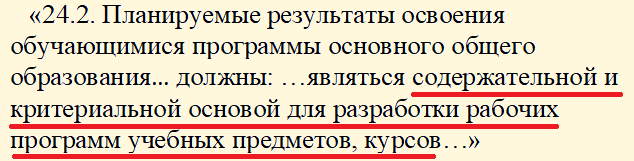 «24.2. Планируемые результаты освоения
обучающимися программы основного общего
образования... должны: …являться содержательной и
критериальной основой для разработки рабочих
программ учебных предметов, курсов…»